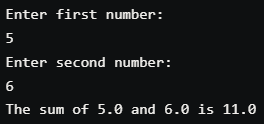 Enter first number:
5
Enter second number:
6
The sum of 5.0 and 6.0 is 11.0